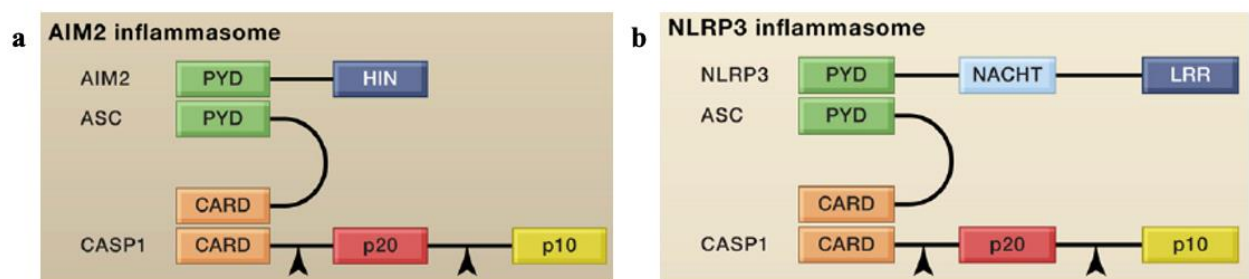 a
AIM2 inflammasome
AIM2 PYD HIN
ASC PYD
CARD
CASP1 CARD p20 p10
b
NLRP3 inflammasome
NLRP3 PYD NACHT LRR
ASC PYD
CARD
CASP1 CARD p20 p10